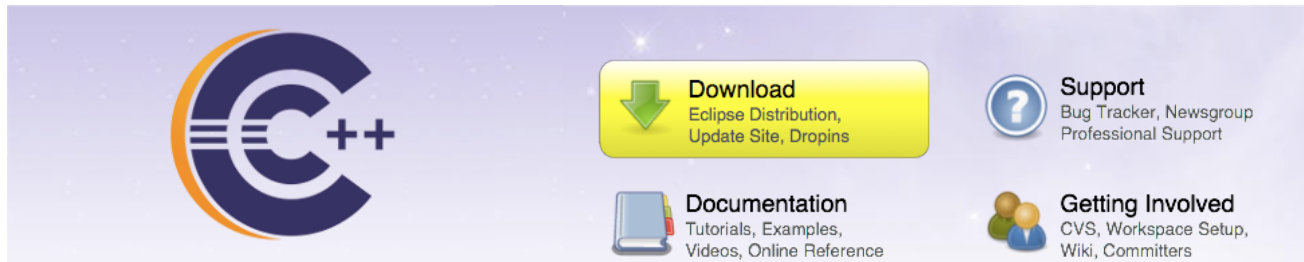 C++
Download
Eclipse Distribution,
Update Site, Dropins
Support
Bug Tracker, Newsgroup
Professional Support
Documentation
Tutorials, Examples,
Videos, Online Reference
Getting Involved
CVS, Workspace Setup,
Wiki, Committers